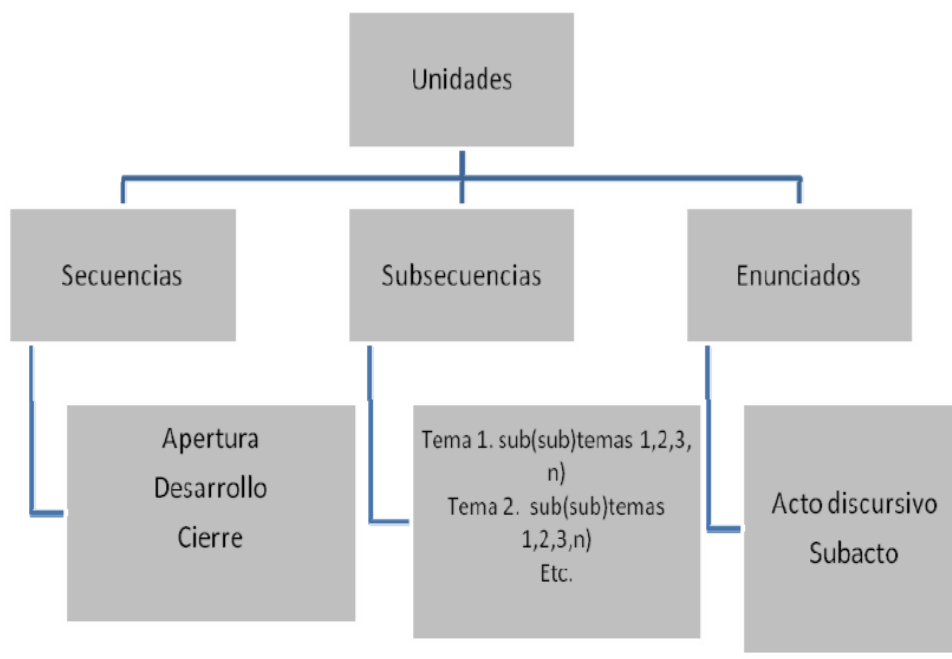 Unidades
Secuencias
Subsecuencias
Enunciados
Apertura
Desarrollo
Cierre
Tema 1. sub(sub)temas 1,2,3,
n)
Tema 2. sub(sub)temas
1,2,3,n)
Etc.
Acto discursivo
Subacto